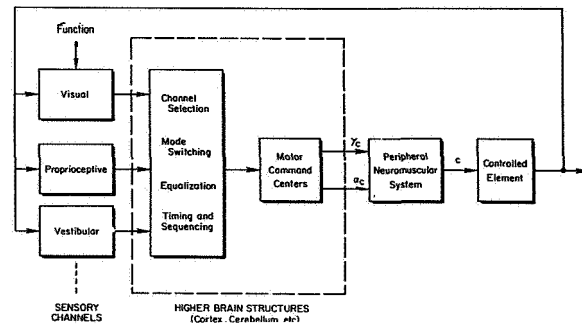 Function
Visual
Proprioceptive
Vestibular
SENSORY
CHANNELS
Channel
Selection
Mode
Switching
Equalization
Timing and
Sequencing
Motor
Command
Centers
γc
αc
Peripheral
Neuromuscular
System
c
Controlled
Element
HIGHER BRAIN STRUCTURES
(Cortex, Cerebellum, etc)